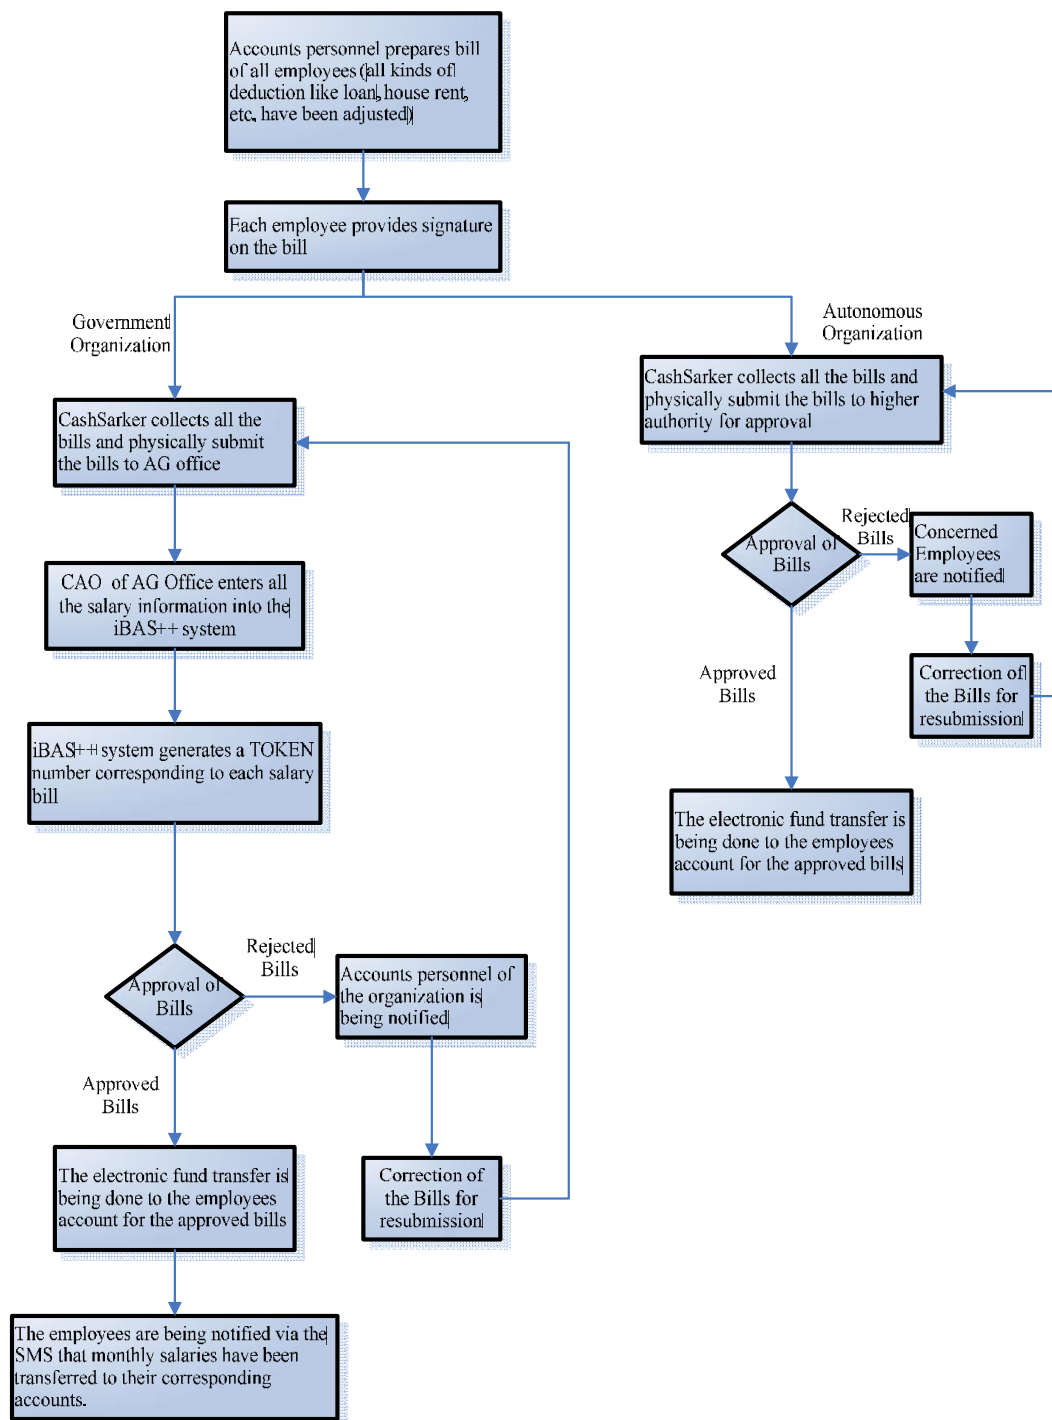 Accounts personnel prepares bill
of all employees (all kinds of
deduction like loan, house rent,
etc. have been adjusted)
Each employee provides signature
on the bill
Government
Organization
Autonomous
Organization
CashSarker collects all the
bills and physically submit
the bills to AG office
CashSarker collects all the bills and
physically submit the bills to higher
authority for approval
CAO of AG Office enters all
the salary information into the
iBAS++ system
Approval of
Bills
Rejected
Bills
Concerned
Employees
are notified
Approved
Bills
Correction of
the Bills for
resubmission
iBAS++ system generates a TOKEN
number corresponding to each salary
bill
The electronic fund transfer is
being done to the employees
account for the approved bills
Approval of
Bills
Rejected
Bills
Accounts personnel of
the organization is
being notified
Approved
Bills
The electronic fund transfer is
being done to the employees
account for the approved bills
Correction of
the Bills for
resubmission
The employees are being notified via the
SMS that monthly salaries have been
transferred to their corresponding
accounts.